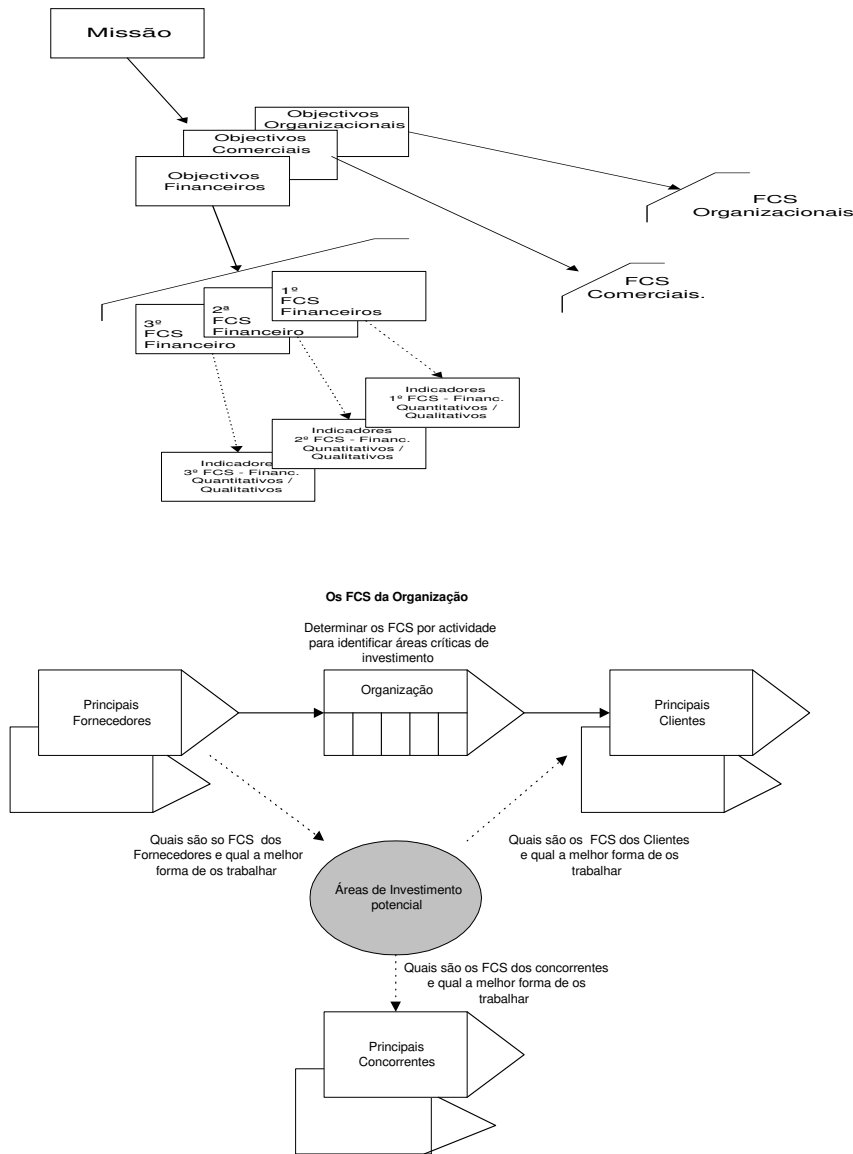 Missão
Objectivos
Organizacionais
Objectivos
Comerciais
Objectivos
Financeiros
FCS
Organizacionais
FCS
Comerciais.
1º
FCS
Financeiros
2ª
FCS
Financeiro
3º
FCS
Financeiro
Indicadores
1º FCS - Financ.
Quantitativos /
Qualitativos
Indicadores
2º FCS - Financ.
Qunatitativos /
Qualitativos
Indicadores
3º FCS - Financ.
Quantitativos /
Qualitativos
Os FCS da Organização
Determinar os FCS por actividade
para identificar áreas críticas de
investimento
Principais
Fornecedores
Organização
Principais
Clientes
Quais são so FCS dos
Fornecedores e qual a melhor
forma de os trabalhar
Quais são os FCS dos Clientes
e qual a melhor forma de os
trabalhar
Áreas de Investimento
potencial
Quais são os FCS dos concorrentes
e qual a melhor forma de os
trabalhar
Principais
Concorrentes